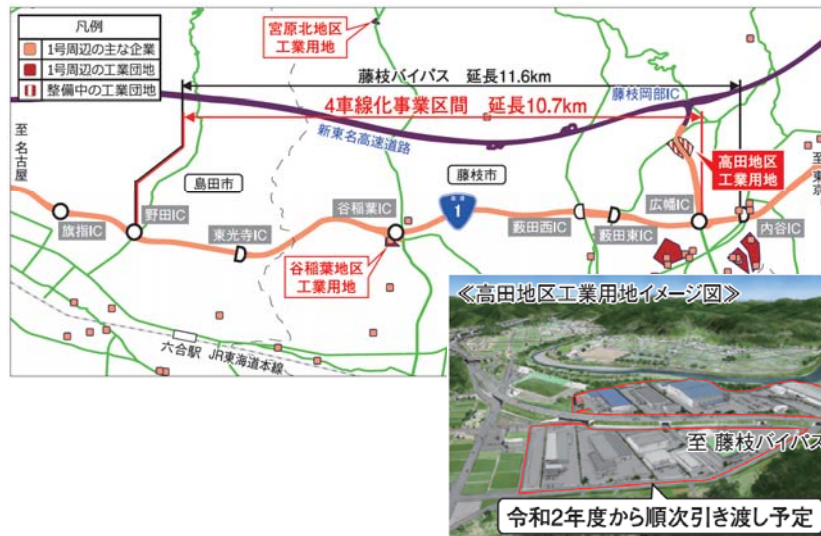 凡例
1号周辺の主な企業
1号周辺の工業団地
整備中の工業団地
宮原北地区
工業用地
藤枝バイパス 延長11.6km
4車線化事業区間 延長10.7km
藤枝岡部IC
新東名高速道路
至 名古屋
島田市
藤枝市
高田地区
工業用地
至 東京
旗指IC
野田IC
東光寺IC
谷稲葉IC
国道
1
薮田西IC
薮田東IC
広幡IC
内谷IC
谷稲葉地区
工業用地
六合駅 JR東海道本線
≪高田地区工業用地イメージ図≫
至 藤枝バイパス
令和2年度から順次引き渡し予定